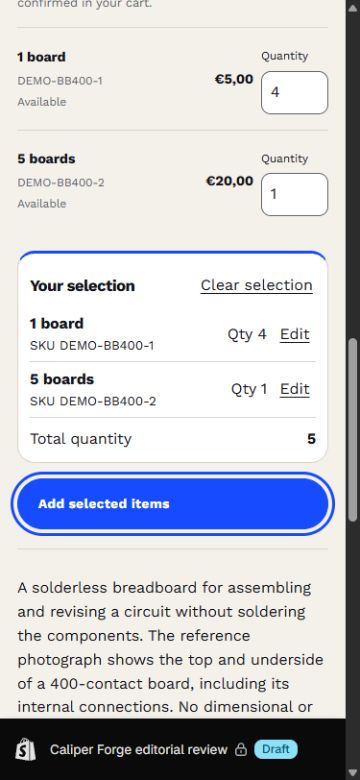 confirmed in your cart.
1 board
Quantity
DEMO-BB400-1
€5,00
4
Available
5 boards
Quantity
DEMO-BB400-2
€20,00
1
Available
Your selection
Clear selection
1 board
SKU DEMO-BB400-1
Qty 4 Edit
5 boards
SKU DEMO-BB400-2
Qty 1 Edit
Total quantity 5
Add selected items
A solderless breadboard for assembling
and revising a circuit without soldering
the components. The reference
photograph shows the top and underside
of a 400-contact board, including its
internal connections. No dimensional or
Caliper Forge editorial review Draft